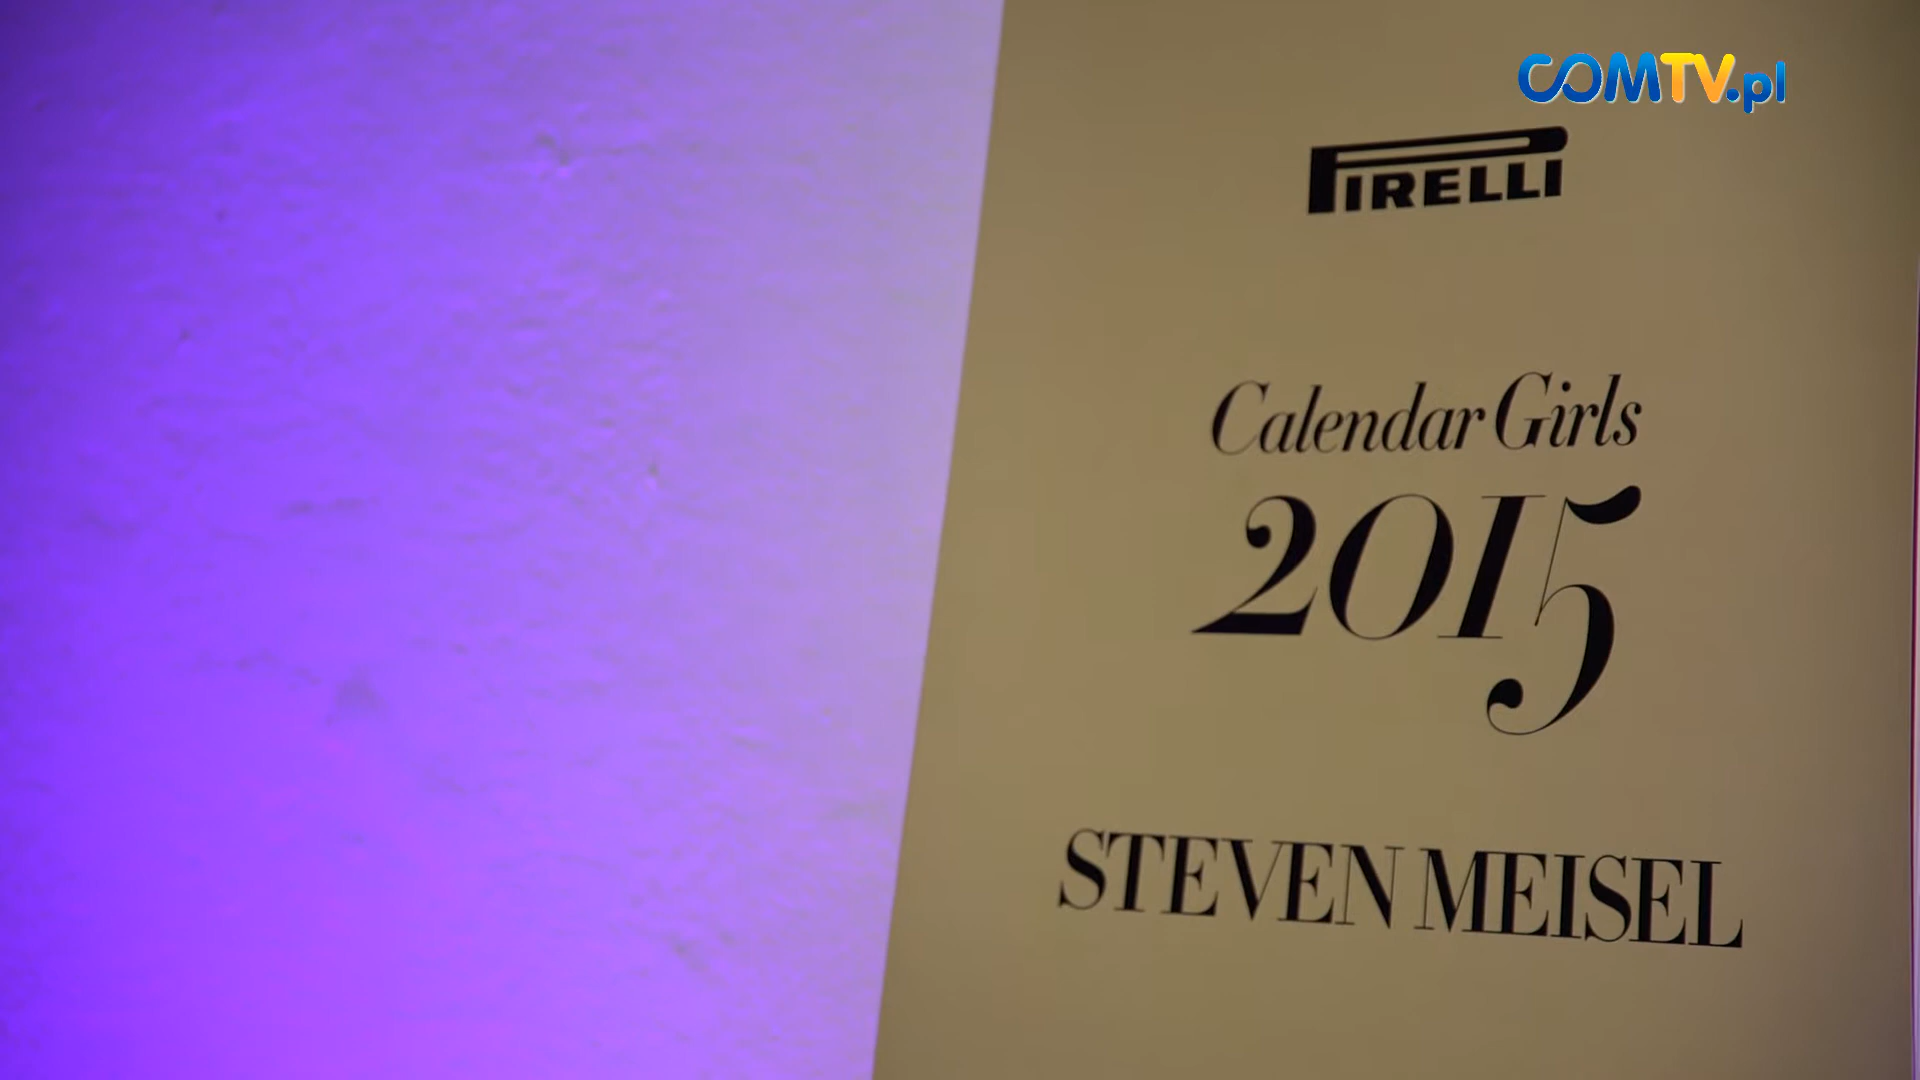 COMTV.pl
PIRELLI
Calendar Girls
2015
STEVEN MEISEL